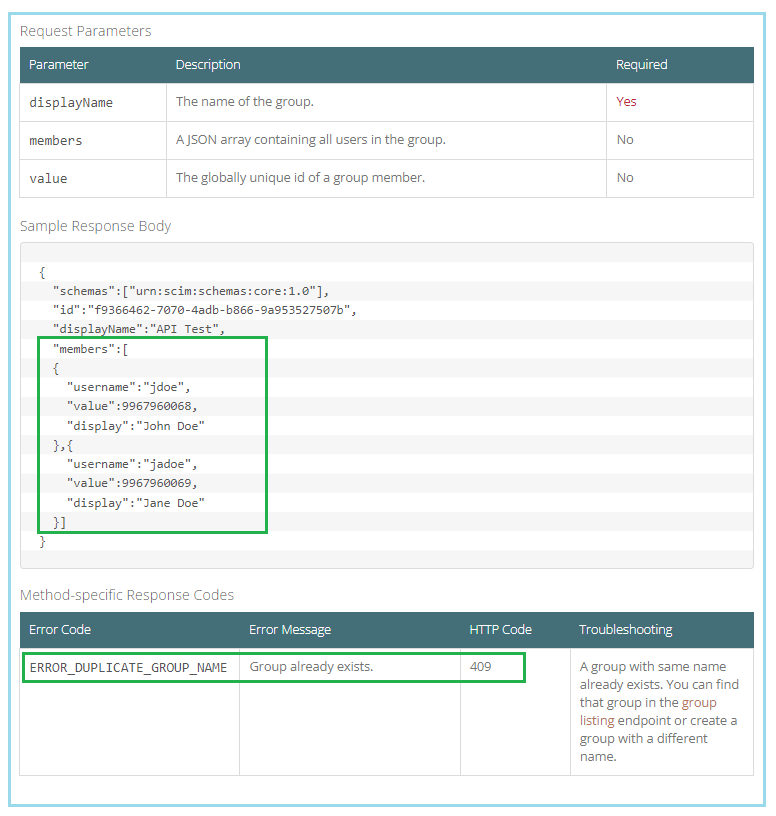 Request Parameters
Parameter Description Required
displayName The name of the group. Yes
members A JSON array containing all users in the group. No
value The globally unique id of a group member. No
Sample Response Body
{
"schemas":["urn:scim:schemas:core:1.0"],
"id":"f9366462-7070-4adb-b866-9a953527507b",
"displayName":"API Test",
"members":[
{
"username":"jdoe",
"value":9967960068,
"display":"John Doe"
},{
"username":"jadoe",
"value":9967960069,
"display":"Jane Doe"
}]
}
Method-specific Response Codes
Error Code Error Message HTTP Code Troubleshooting
ERROR_DUPLICATE_GROUP_NAME Group already exists. 409 A group with same name
already exists. You can find
that group in the group
listing endpoint or create a
group with a different
name.